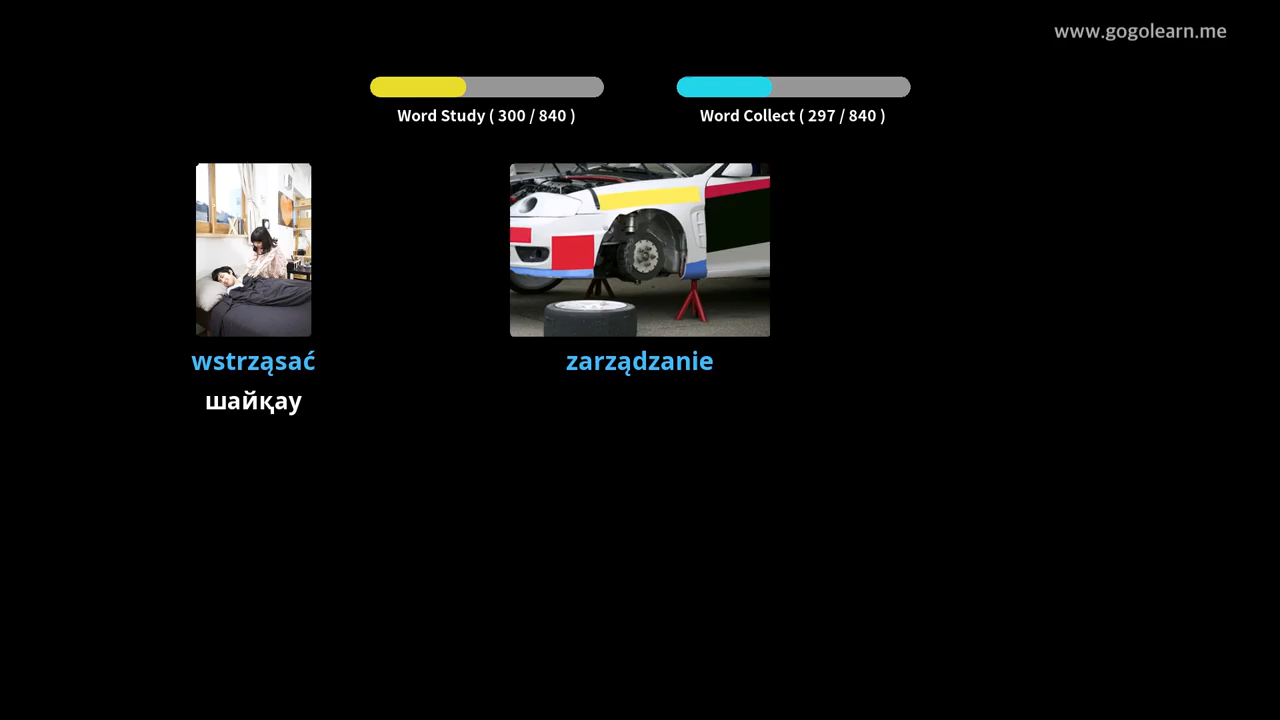 www.gogolearn.me
Word Study ( 300 / 840 )
Word Collect ( 297 / 840 )
wstrząsać
zarządzanie
шайқау